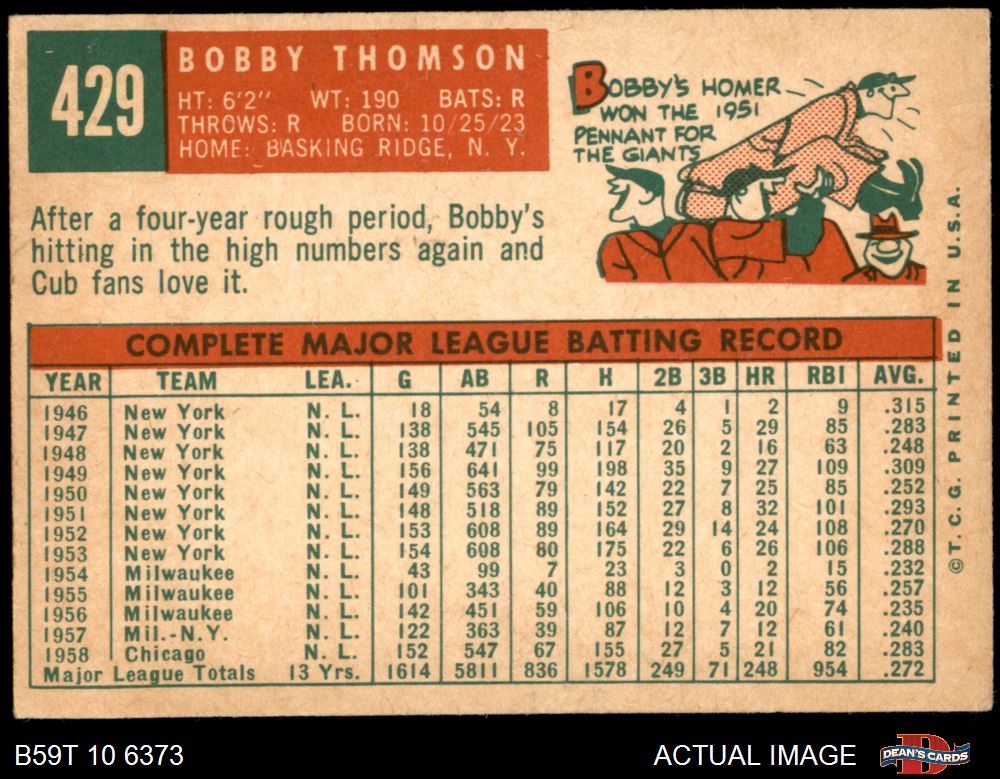 429
BOBBY THOMSON
HT: 6'2" WT: 190 BATS: R
THROWS: R BORN: 10/25/23
HOME: BASKING RIDGE, N. Y.
BOBBY'S HOMER
WON THE 1951
PENNANT FOR
THE GIANTS
After a four-year rough period, Bobby's
hitting in the high numbers again and
Cub fans love it.
COMPLETE MAJOR LEAGUE BATTING RECORD
YEAR TEAM LEA. G AB R H 2B 3B HR RBI AVG.
1946 New York N. L. 18 54 8 17 4 1 2 9 .315
1947 New York N. L. 138 545 105 154 26 5 29 85 .283
1948 New York N. L. 138 471 75 117 20 2 16 63 .248
1949 New York N. L. 156 641 99 198 35 9 27 109 .309
1950 New York N. L. 149 563 79 142 22 7 25 85 .252
1951 New York N. L. 148 518 89 152 27 8 32 101 .293
1952 New York N. L. 153 608 89 164 29 14 24 108 .270
1953 New York N. L. 154 608 80 175 22 6 26 106 .288
1954 Milwaukee N. L. 43 99 7 23 3 0 2 15 .232
1955 Milwaukee N. L. 101 343 40 88 12 3 12 56 .257
1956 Milwaukee N. L. 142 451 59 106 10 4 20 74 .235
1957 Mil.-N.Y. N. L. 122 363 39 87 12 7 12 61 .240
1958 Chicago N. L. 152 547 67 155 27 5 21 82 .283
Major League Totals 13 Yrs. 1614 5811 836 1578 249 71 248 954 .272
© T. C. G. PRINTED IN U.S.A.
B59T 10 6373
ACTUAL IMAGE
DEAN'S CARDS